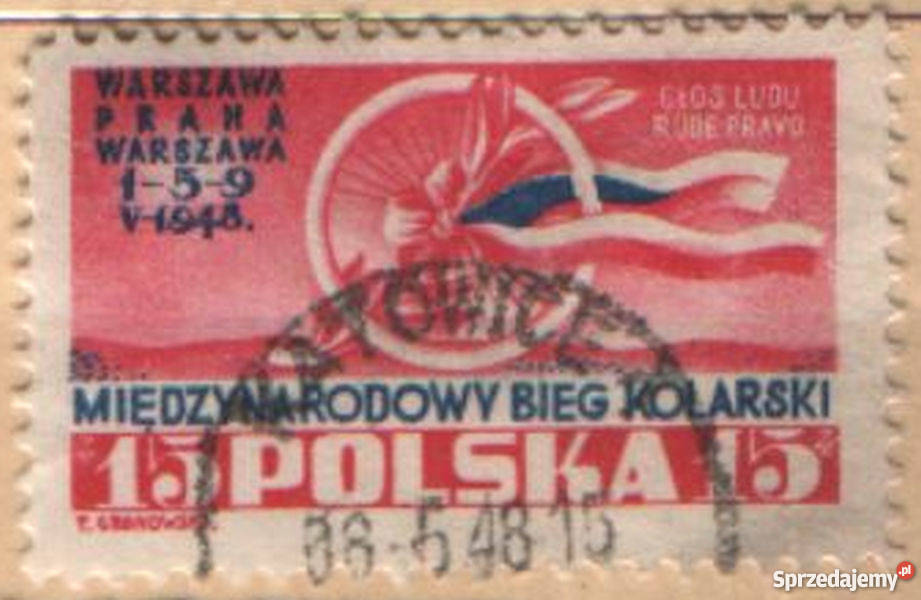 WARSZAWA
PRAHA
WARSZAWA
1-5-9
V-1948.
GŁOS LUDU
RUDE PRAVO
KATOWICE
MIĘDZYNARODOWY BIEG KOLARSKI
15 POLSKA 15
-5.48 15
Sprzedajemy.pl